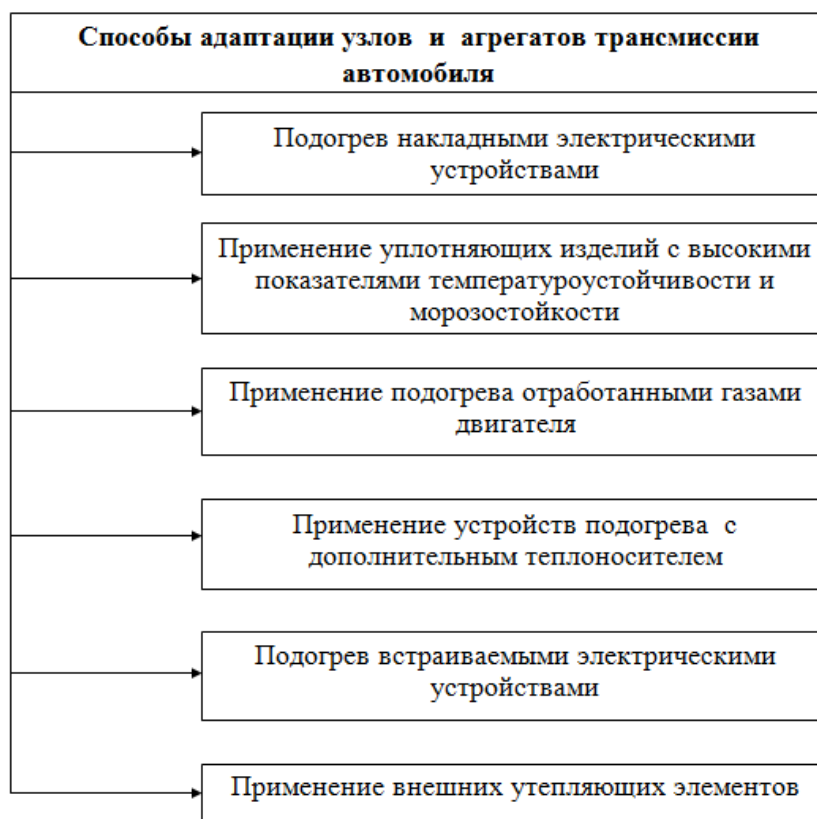 Способы адаптации узлов и агрегатов трансмиссии
автомобиля
Подогрев накладными электрическими
устройствами
Применение уплотняющих изделий с высокими
показателями температуроустойчивости и
морозостойкости
Применение подогрева отработанными газами
двигателя
Применение устройств подогрева с
дополнительным теплоносителем
Подогрев встраиваемыми электрическими
устройствами
Применение внешних утепляющих элементов